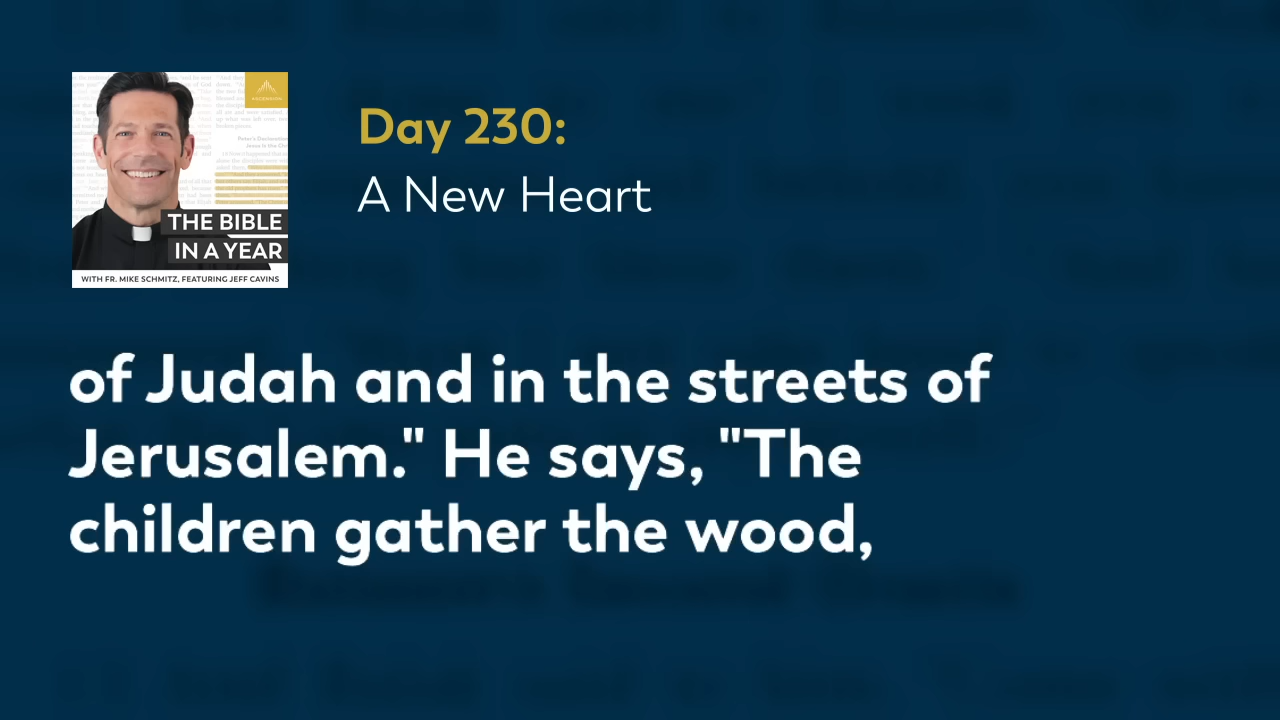 Day 230:
A New Heart
THE BIBLE
IN A YEAR
WITH FR. MIKE SCHMITZ, FEATURING JEFF CAVINS
of Judah and in the streets of
Jerusalem." He says, "The
children gather the wood,